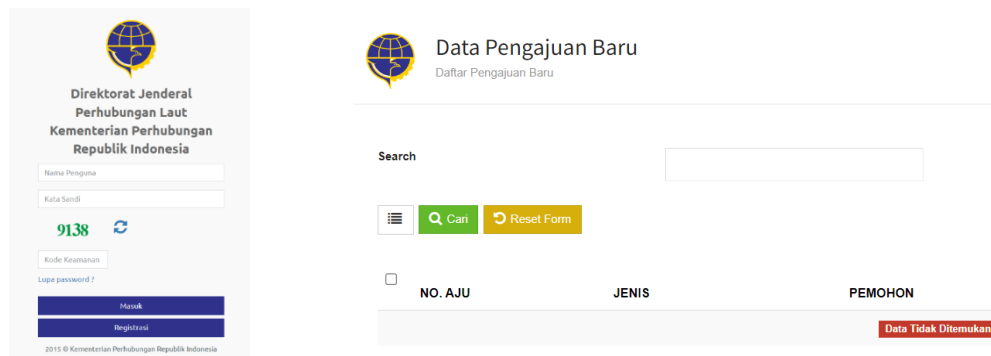 Direktorat Jenderal
Perhubungan Laut
Kementerian Perhubungan
Republik Indonesia
Nama Penguna
Kata Sandi
9138
Kode Keamanan
Lupa password ?
Masuk
Registrasi
2015 © Kementerian Perhubungan Republik Indonesia
Data Pengajuan Baru
Daftar Pengajuan Baru
Search
Cari Reset Form
NO. AJU JENIS PEMOHON
Data Tidak Ditemukan